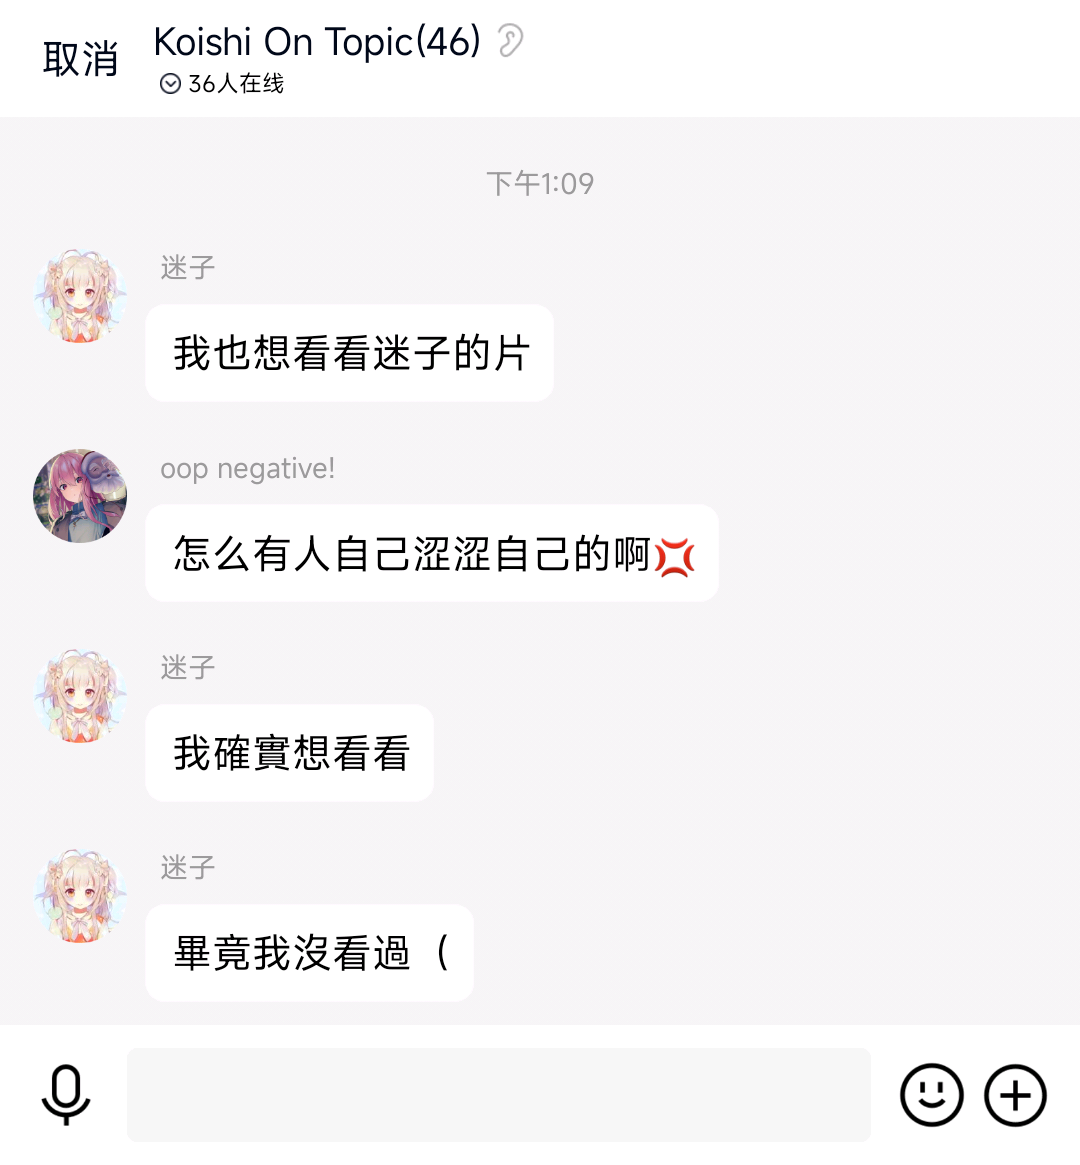 取消
Koishi On Topic(46)
36人在线
下午1:09
迷子
我也想看看迷子的片
oop negative!
怎么有人自己涩涩自己的啊💢
迷子
我確實想看看
迷子
畢竟我沒看過（